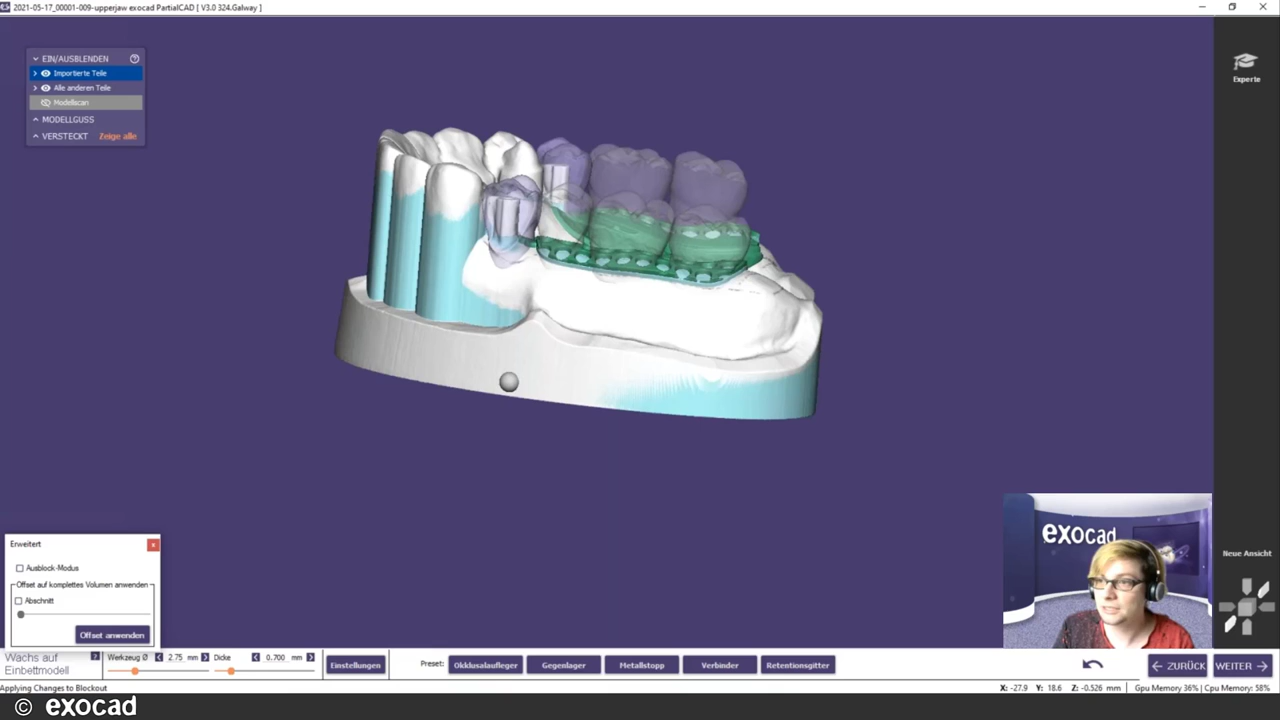 2021-05-17_00001-009-upperjaw exocad PartialCAD [ V3.0 324.Galway ]
EIN/AUSBLENDEN
Importierte Teile
Alle anderen Teile
Modellscan
MODELLGUSS
VERSTECKT Zeige alle
Experte
exocad
Neue Ansicht
Erweitert x
Ausblock-Modus
Offset auf komplettes Volumen anwenden
Abschnitt
Offset anwenden
Wachs auf
Einbettmodell
?
Werkzeug Ø 2.75 mm Dicke 0.700 mm
Einstellungen
Preset: Okklusalauflager Gegenlager Metallstopp Verbinder Retentionsgitter
ZURÜCK WEITER
Applying Changes to Blockout
X: -27.9 Y: 18.6 Z: -0.526 mm Gpu Memory 36% | Cpu Memory: 58%
© exocad